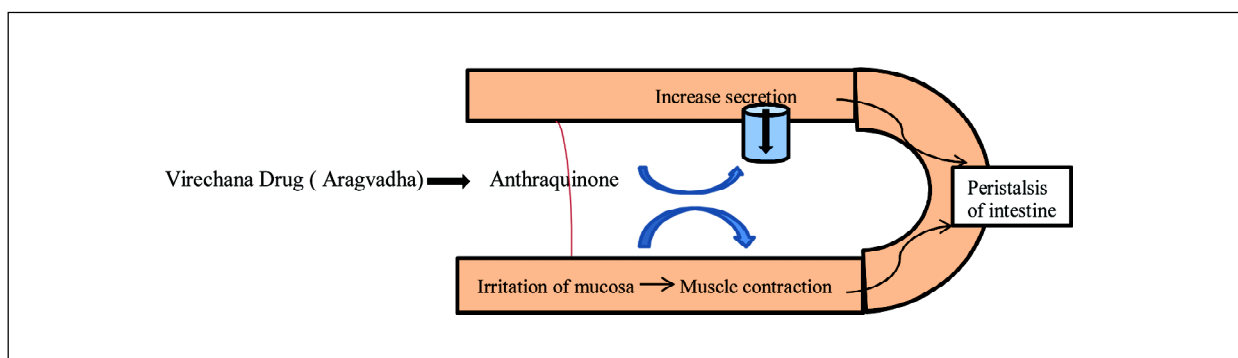 Increase secretion
Virechana Drug ( Aragvadha)
Anthraquinone
Peristalsis
of intestine
Irritation of mucosa
Muscle contraction